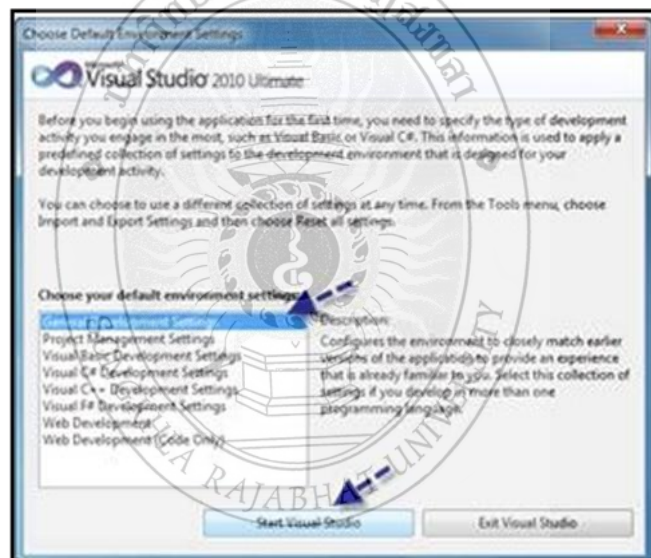 Choose Default Environment Settings
Microsoft
Visual Studio 2010 Ultimate
Before you begin using the application for the first time, you need to specify the type of development
activity you engage in the most, such as Visual Basic or Visual C#. This information is used to apply a
predefined collection of settings to the development environment that is designed for your
development activity.
You can choose to use a different collection of settings at any time. From the Tools menu, choose
Import and Export Settings and then choose Reset all settings.
Choose your default environment settings:
General Development Settings
Project Management Settings
Visual Basic Development Settings
Visual C# Development Settings
Visual C++ Development Settings
Visual F# Development Settings
Web Development
Web Development (Code Only)
Description:
Configures the environment to closely match earlier
versions of the application to provide an experience
that is already familiar to you. Select this collection of
settings if you develop in more than one
programming language.
Start Visual Studio
Exit Visual Studio
RAJABHAT